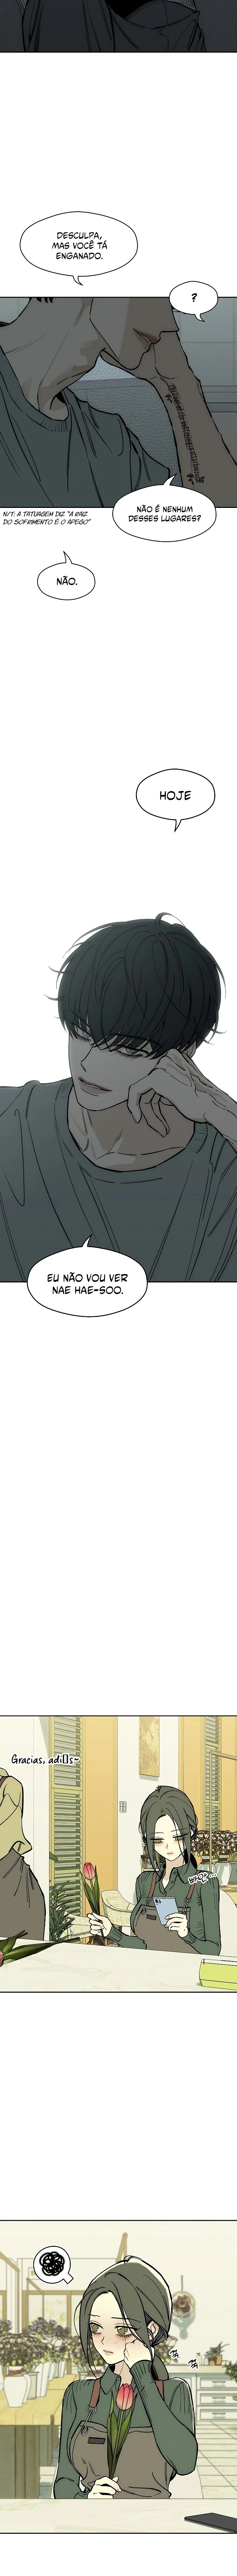 DESCULPA,
MAS VOCÊ TÁ
ENGANADO.
?
NÃO É NENHUM
DESSES LUGARES?
N/T: A TATUAGEM DIZ "A RAIZ
DO SOFRIMENTO É O APEGO"
NÃO.
HOJE
EU NÃO VOU VER
NAE HAE-SOO.
Gracias, adi▯s~